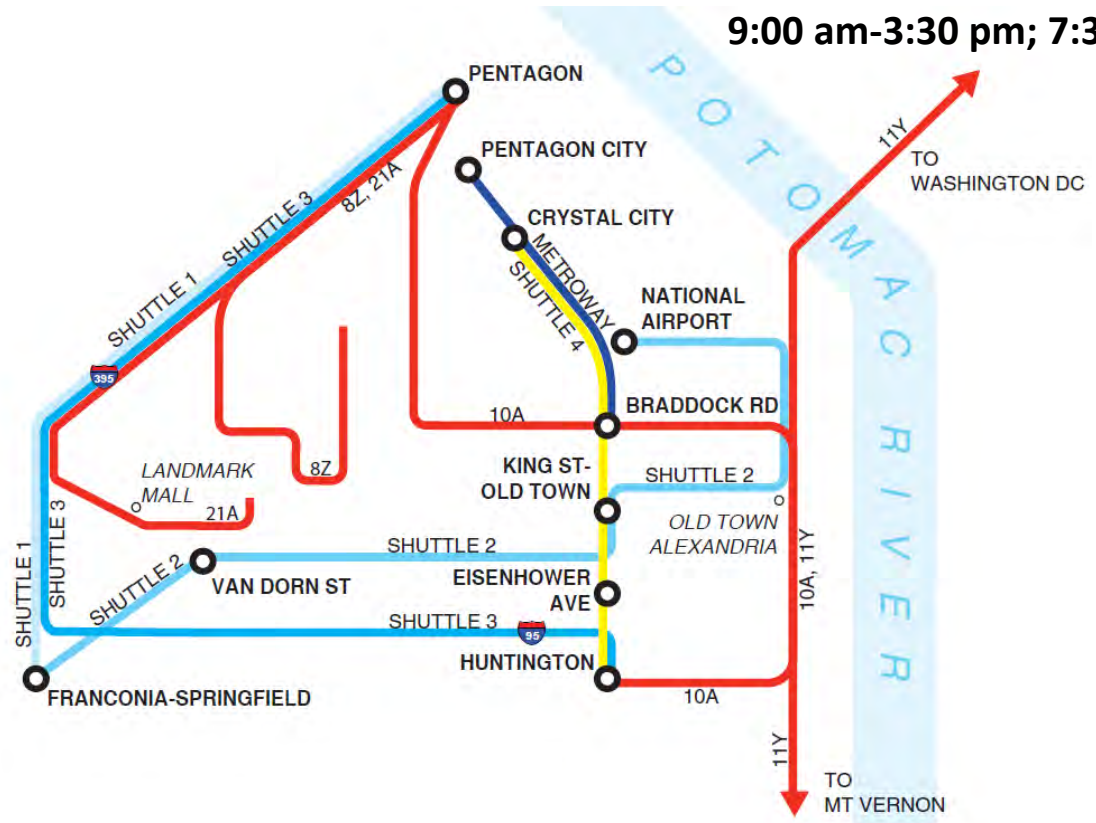 9:00 am-3:30 pm; 7:3
PENTAGON
POTOMAC RIVER
11Y
TO
WASHINGTON DC
PENTAGON CITY
8Z, 21A
SHUTTLE 3
SHUTTLE 1
CRYSTAL CITY
METROWAY
SHUTTLE 4
NATIONAL
AIRPORT
395
BRADDOCK RD
10A
KING ST-
OLD TOWN
SHUTTLE 2
LANDMARK
MALL
8Z
21A
OLD TOWN
ALEXANDRIA
SHUTTLE 1
SHUTTLE 3
SHUTTLE 2
SHUTTLE 2
VAN DORN ST
EISENHOWER
AVE
10A, 11Y
SHUTTLE 3
95
HUNTINGTON
FRANCONIA-SPRINGFIELD
10A
11Y
TO
MT VERNON